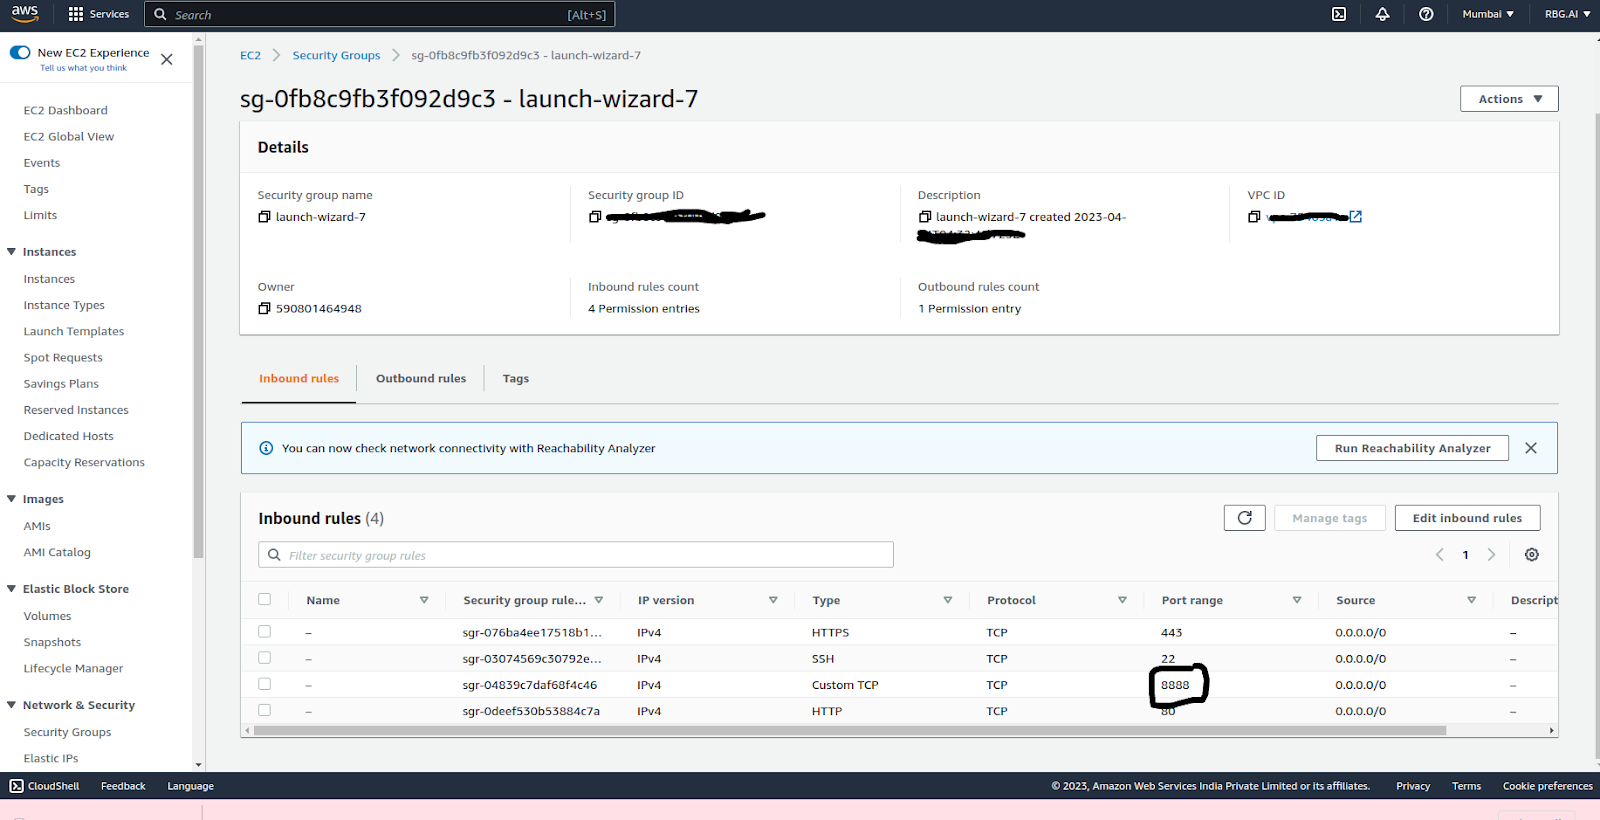 aws Services Search [Alt+S] Mumbai RBG.AI
New EC2 Experience
Tell us what you think
EC2 Dashboard
EC2 Global View
Events
Tags
Limits
Instances
Instances
Instance Types
Launch Templates
Spot Requests
Savings Plans
Reserved Instances
Dedicated Hosts
Capacity Reservations
Images
AMIs
AMI Catalog
Elastic Block Store
Volumes
Snapshots
Lifecycle Manager
Network & Security
Security Groups
Elastic IPs
EC2 Security Groups sg-0fb8c9fb3f092d9c3 - launch-wizard-7
sg-0fb8c9fb3f092d9c3 - launch-wizard-7 Actions
Details
Security group name Security group ID Description VPC ID
launch-wizard-7 launch-wizard-7 created 2023-04-
Owner Inbound rules count Outbound rules count
590801464948 4 Permission entries 1 Permission entry
Inbound rules Outbound rules Tags
You can now check network connectivity with Reachability Analyzer Run Reachability Analyzer
Inbound rules (4) Manage tags Edit inbound rules
Filter security group rules 1
Name Security group rule... IP version Type Protocol Port range Source Descript
– sgr-076ba4ee17518b1... IPv4 HTTPS TCP 443 0.0.0.0/0 –
– sgr-03074569c30792e... IPv4 SSH TCP 22 0.0.0.0/0 –
– sgr-04839c7daf68f4c46 IPv4 Custom TCP TCP 8888 0.0.0.0/0 –
– sgr-0deef530b53884c7a IPv4 HTTP TCP 80 0.0.0.0/0 –
CloudShell Feedback Language © 2023, Amazon Web Services India Private Limited or its affiliates. Privacy Terms Cookie preferences